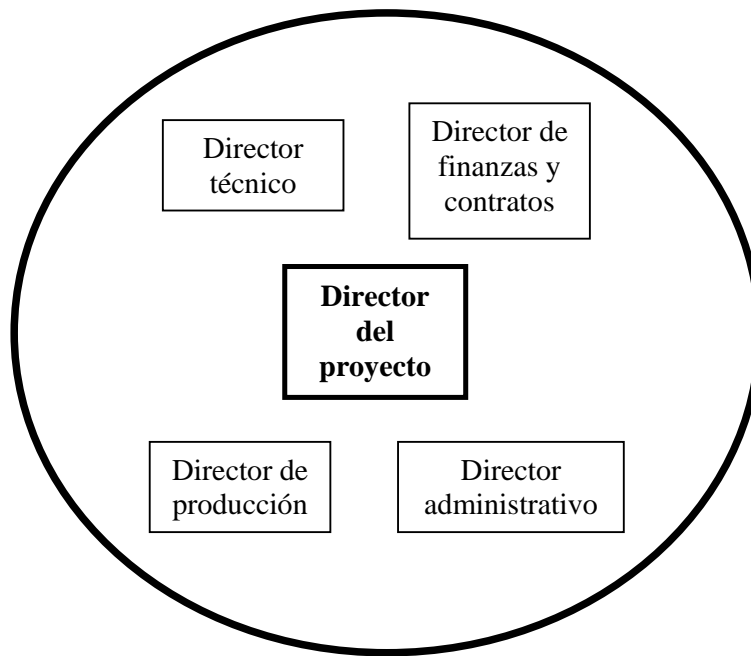 Director
técnico
Director de
finanzas y
contratos
Director
del
proyecto
Director de
producción
Director
administrativo